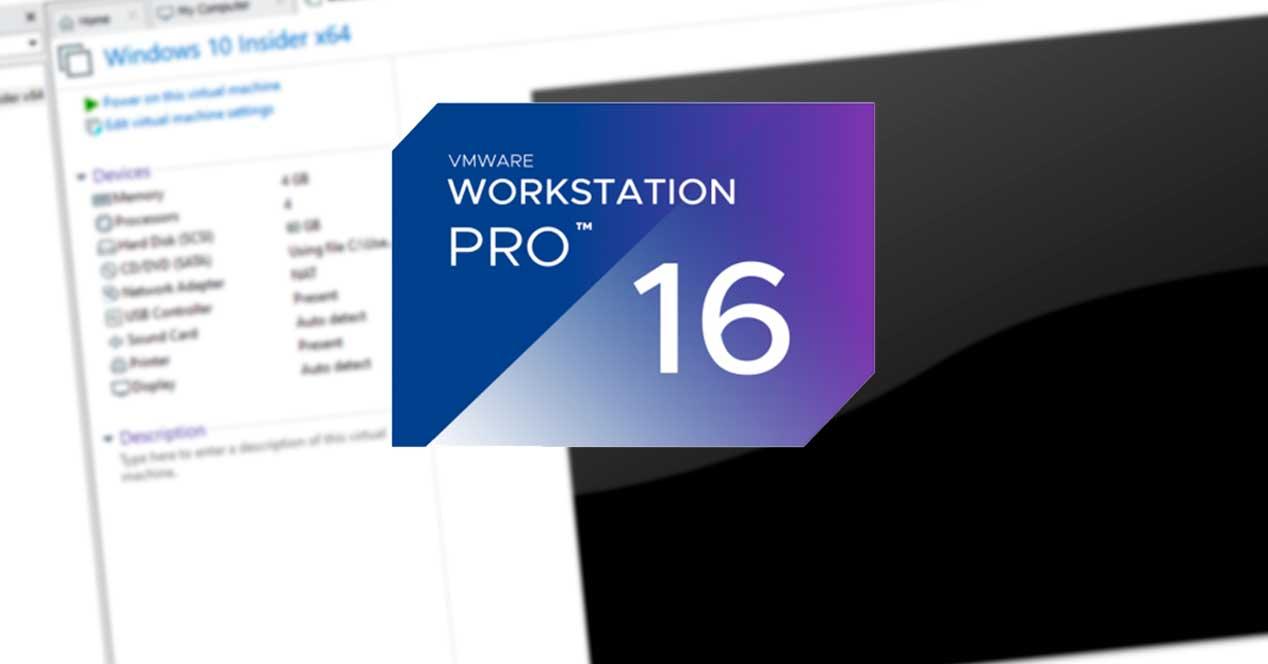 Home
My Computer
Windows 10 Insider x64
Power on this virtual machine
Edit virtual machine settings
Devices
Memory 4 GB
Processors 4
Hard Disk (SCSI) 60 GB
CD/DVD (SATA) Using file C:\Use...
Network Adapter NAT
USB Controller Present
Sound Card Auto detect
Printer Present
Display Auto detect
Description
Type here to enter a description of this virtual
machine.
VMWARE
WORKSTATION
PRO™
16